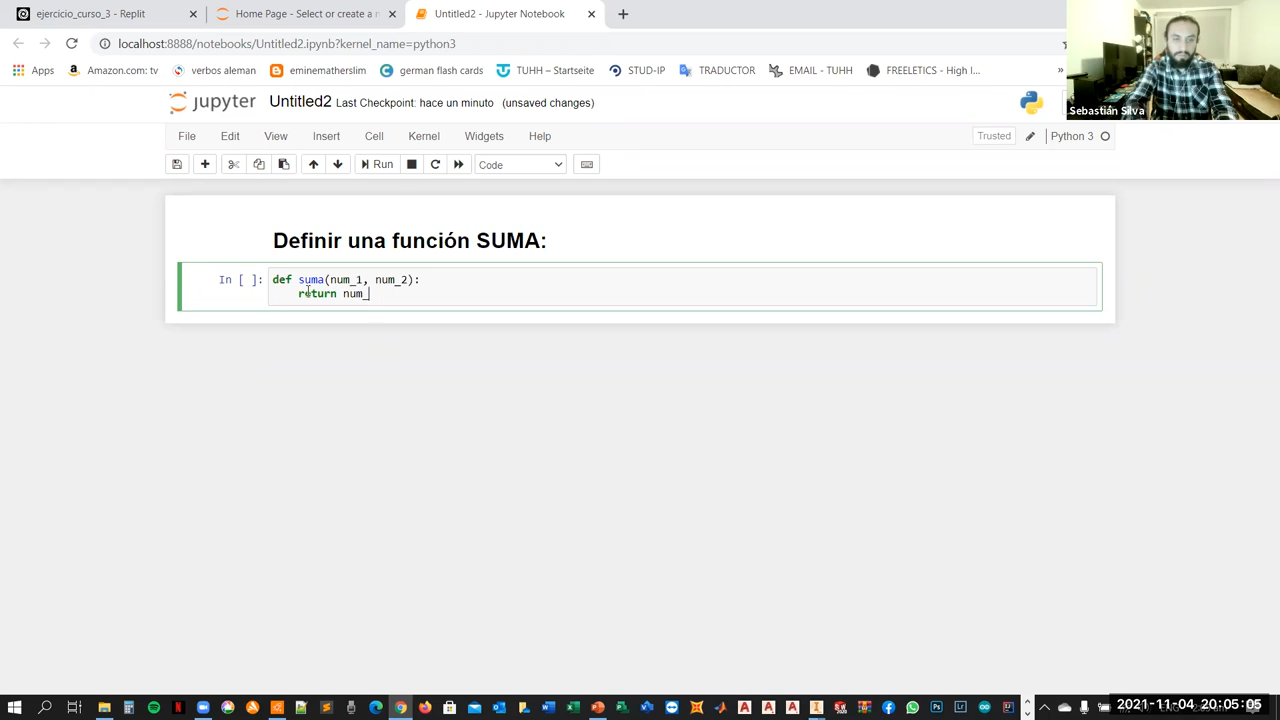 ejercicio_curso_3 - Replit
Home Page - Select or create a n
Untitled2 - Jupyter Notebook
localhost:8888/notebooks/Untitled2.ipynb?kernel_name=python3
Apps
Amazon.com: tv
verbos aleman
eminematherslim
german flash cards
TUHH – Startseite
STUD-IP
TRADUCTOR
EMAIL - TUHH
FREELETICS - High I...
»
Sebastián Silva
jupyter Untitled2 Last Checkpoint: hace un minuto (unsaved changes)
File Edit View Insert Cell Kernel Widgets Help
Trusted
Python 3
Run
Code
Definir una función SUMA:
In [ ]: def suma(num_1, num_2):
return num_
2021-11-04 20:05:05